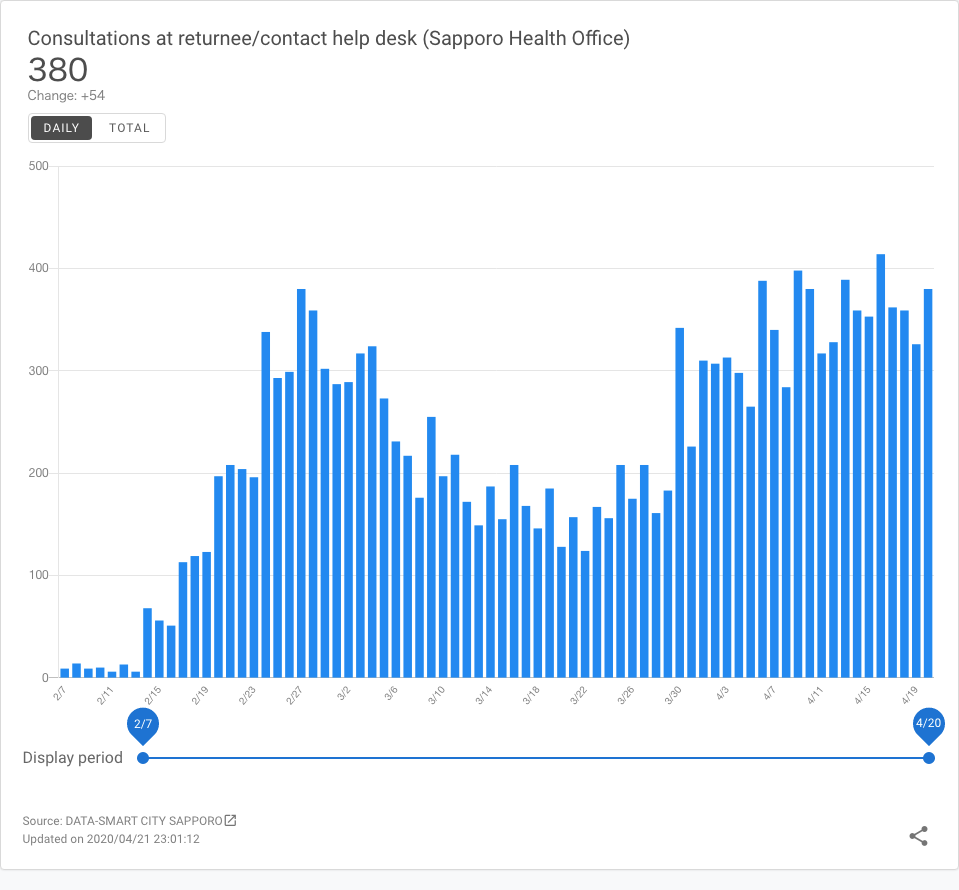 Consultations at returnee/contact help desk (Sapporo Health Office)
380
Change: +54
DAILY TOTAL
500
400
300
200
100
0
2/7 2/11 2/15 2/19 2/23 2/27 3/2 3/6 3/10 3/14 3/18 3/22 3/26 3/30 4/3 4/7 4/11 4/15 4/19
2/7 4/20
Display period
Source: DATA-SMART CITY SAPPORO
Updated on 2020/04/21 23:01:12